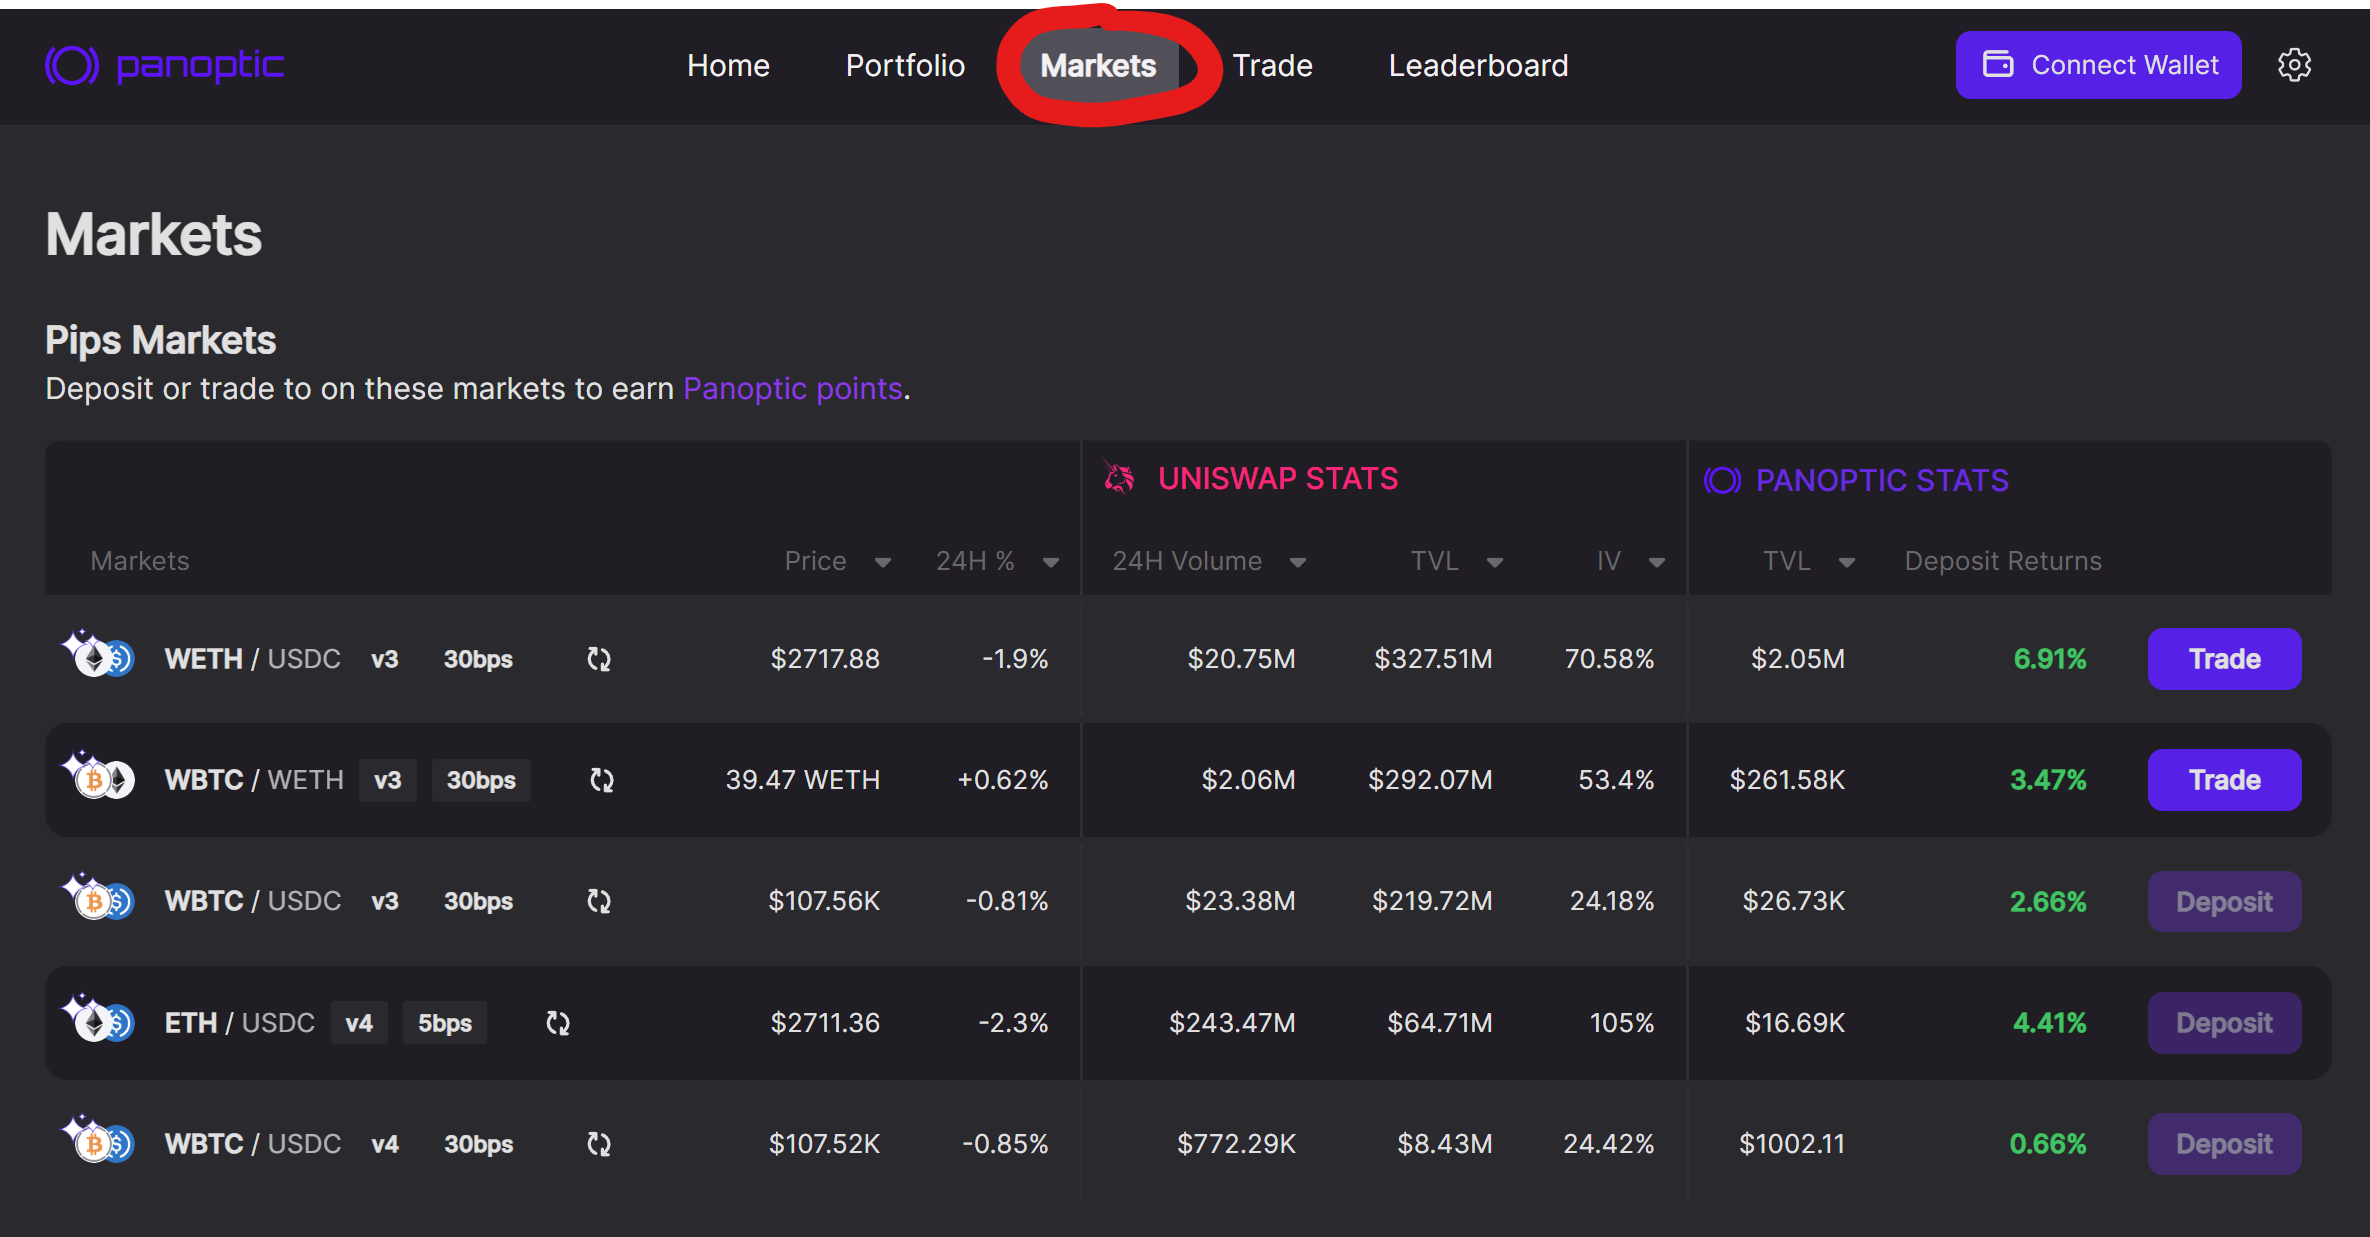 panoptic Home Portfolio Markets Trade Leaderboard Connect Wallet
Markets
Pips Markets
Deposit or trade to on these markets to earn Panoptic points.
UNISWAP STATS PANOPTIC STATS
Markets Price 24H % 24H Volume TVL IV TVL Deposit Returns
WETH / USDC v3 30bps $2717.88 -1.9% $20.75M $327.51M 70.58% $2.05M 6.91% Trade
WBTC / WETH v3 30bps 39.47 WETH +0.62% $2.06M $292.07M 53.4% $261.58K 3.47% Trade
WBTC / USDC v3 30bps $107.56K -0.81% $23.38M $219.72M 24.18% $26.73K 2.66% Deposit
ETH / USDC v4 5bps $2711.36 -2.3% $243.47M $64.71M 105% $16.69K 4.41% Deposit
WBTC / USDC v4 30bps $107.52K -0.85% $772.29K $8.43M 24.42% $1002.11 0.66% Deposit